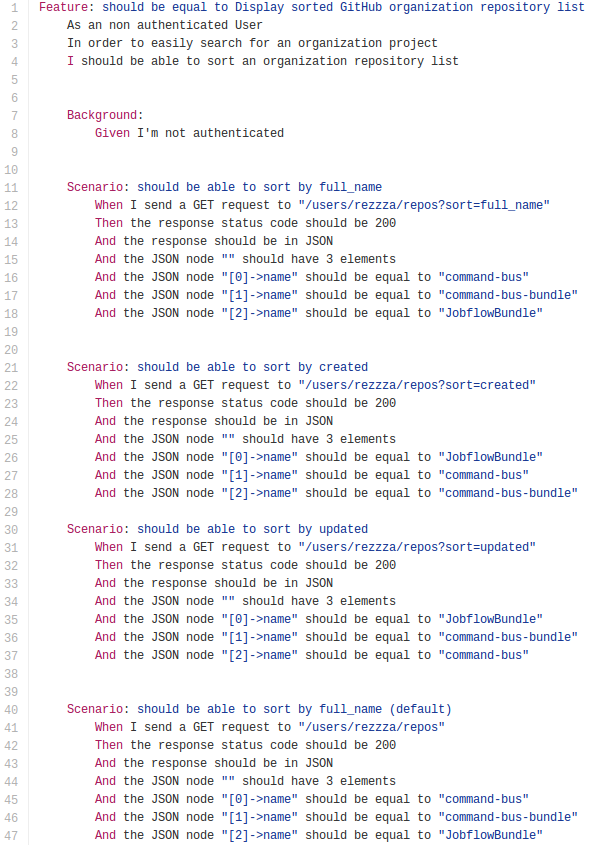 1 Feature: should be equal to Display sorted GitHub organization repository list
2 As an non authenticated User
3 In order to easily search for an organization project
4 I should be able to sort an organization repository list
5
6
7 Background:
8 Given I'm not authenticated
9
10
11 Scenario: should be able to sort by full_name
12 When I send a GET request to "/users/rezzza/repos?sort=full_name"
13 Then the response status code should be 200
14 And the response should be in JSON
15 And the JSON node "" should have 3 elements
16 And the JSON node "[0]->name" should be equal to "command-bus"
17 And the JSON node "[1]->name" should be equal to "command-bus-bundle"
18 And the JSON node "[2]->name" should be equal to "JobflowBundle"
19
20
21 Scenario: should be able to sort by created
22 When I send a GET request to "/users/rezzza/repos?sort=created"
23 Then the response status code should be 200
24 And the response should be in JSON
25 And the JSON node "" should have 3 elements
26 And the JSON node "[0]->name" should be equal to "JobflowBundle"
27 And the JSON node "[1]->name" should be equal to "command-bus"
28 And the JSON node "[2]->name" should be equal to "command-bus-bundle"
29
30 Scenario: should be able to sort by updated
31 When I send a GET request to "/users/rezzza/repos?sort=updated"
32 Then the response status code should be 200
33 And the response should be in JSON
34 And the JSON node "" should have 3 elements
35 And the JSON node "[0]->name" should be equal to "JobflowBundle"
36 And the JSON node "[1]->name" should be equal to "command-bus-bundle"
37 And the JSON node "[2]->name" should be equal to "command-bus"
38
39
40 Scenario: should be able to sort by full_name (default)
41 When I send a GET request to "/users/rezzza/repos"
42 Then the response status code should be 200
43 And the response should be in JSON
44 And the JSON node "" should have 3 elements
45 And the JSON node "[0]->name" should be equal to "command-bus"
46 And the JSON node "[1]->name" should be equal to "command-bus-bundle"
47 And the JSON node "[2]->name" should be equal to "JobflowBundle"